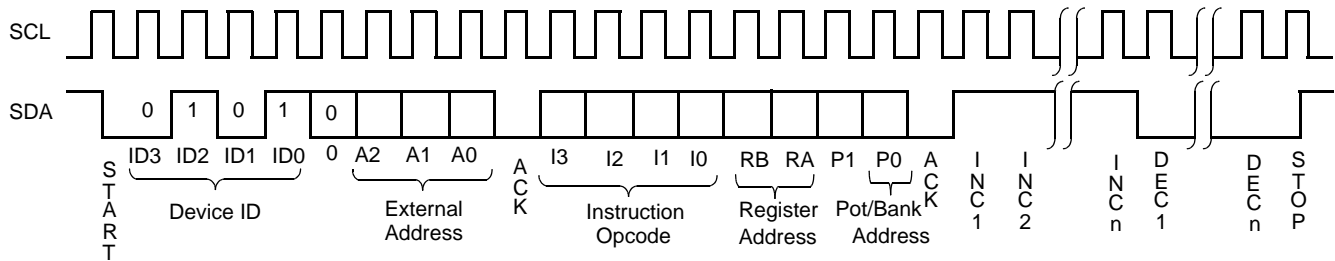 SCL
SDA
0 1 0 1 0
ID3 ID2 ID1 ID0 0 A2 A1 A0 I3 I2 I1 I0 RB RA P1 P0
START
ACK
ACK
INC1
INC2
INCn
DEC1
DECn
STOP
Device ID
External
Address
Instruction
Opcode
Register
Address
Pot/Bank
Address